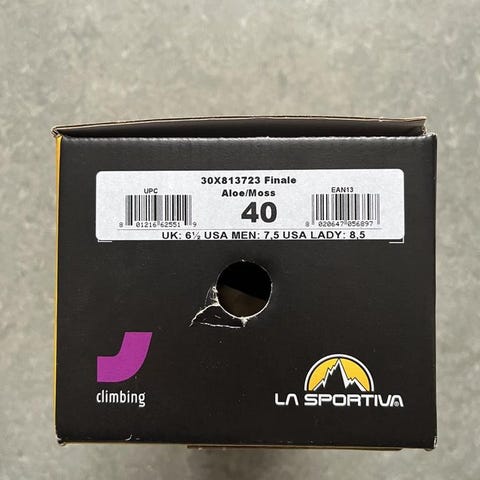 30X813723 Finale
UPC
Aloe/Moss
EAN13
40
8 01216 62551 9
8 020647 056897
UK: 6½ USA MEN: 7,5 USA LADY: 8,5
climbing
LA SPORTIVA